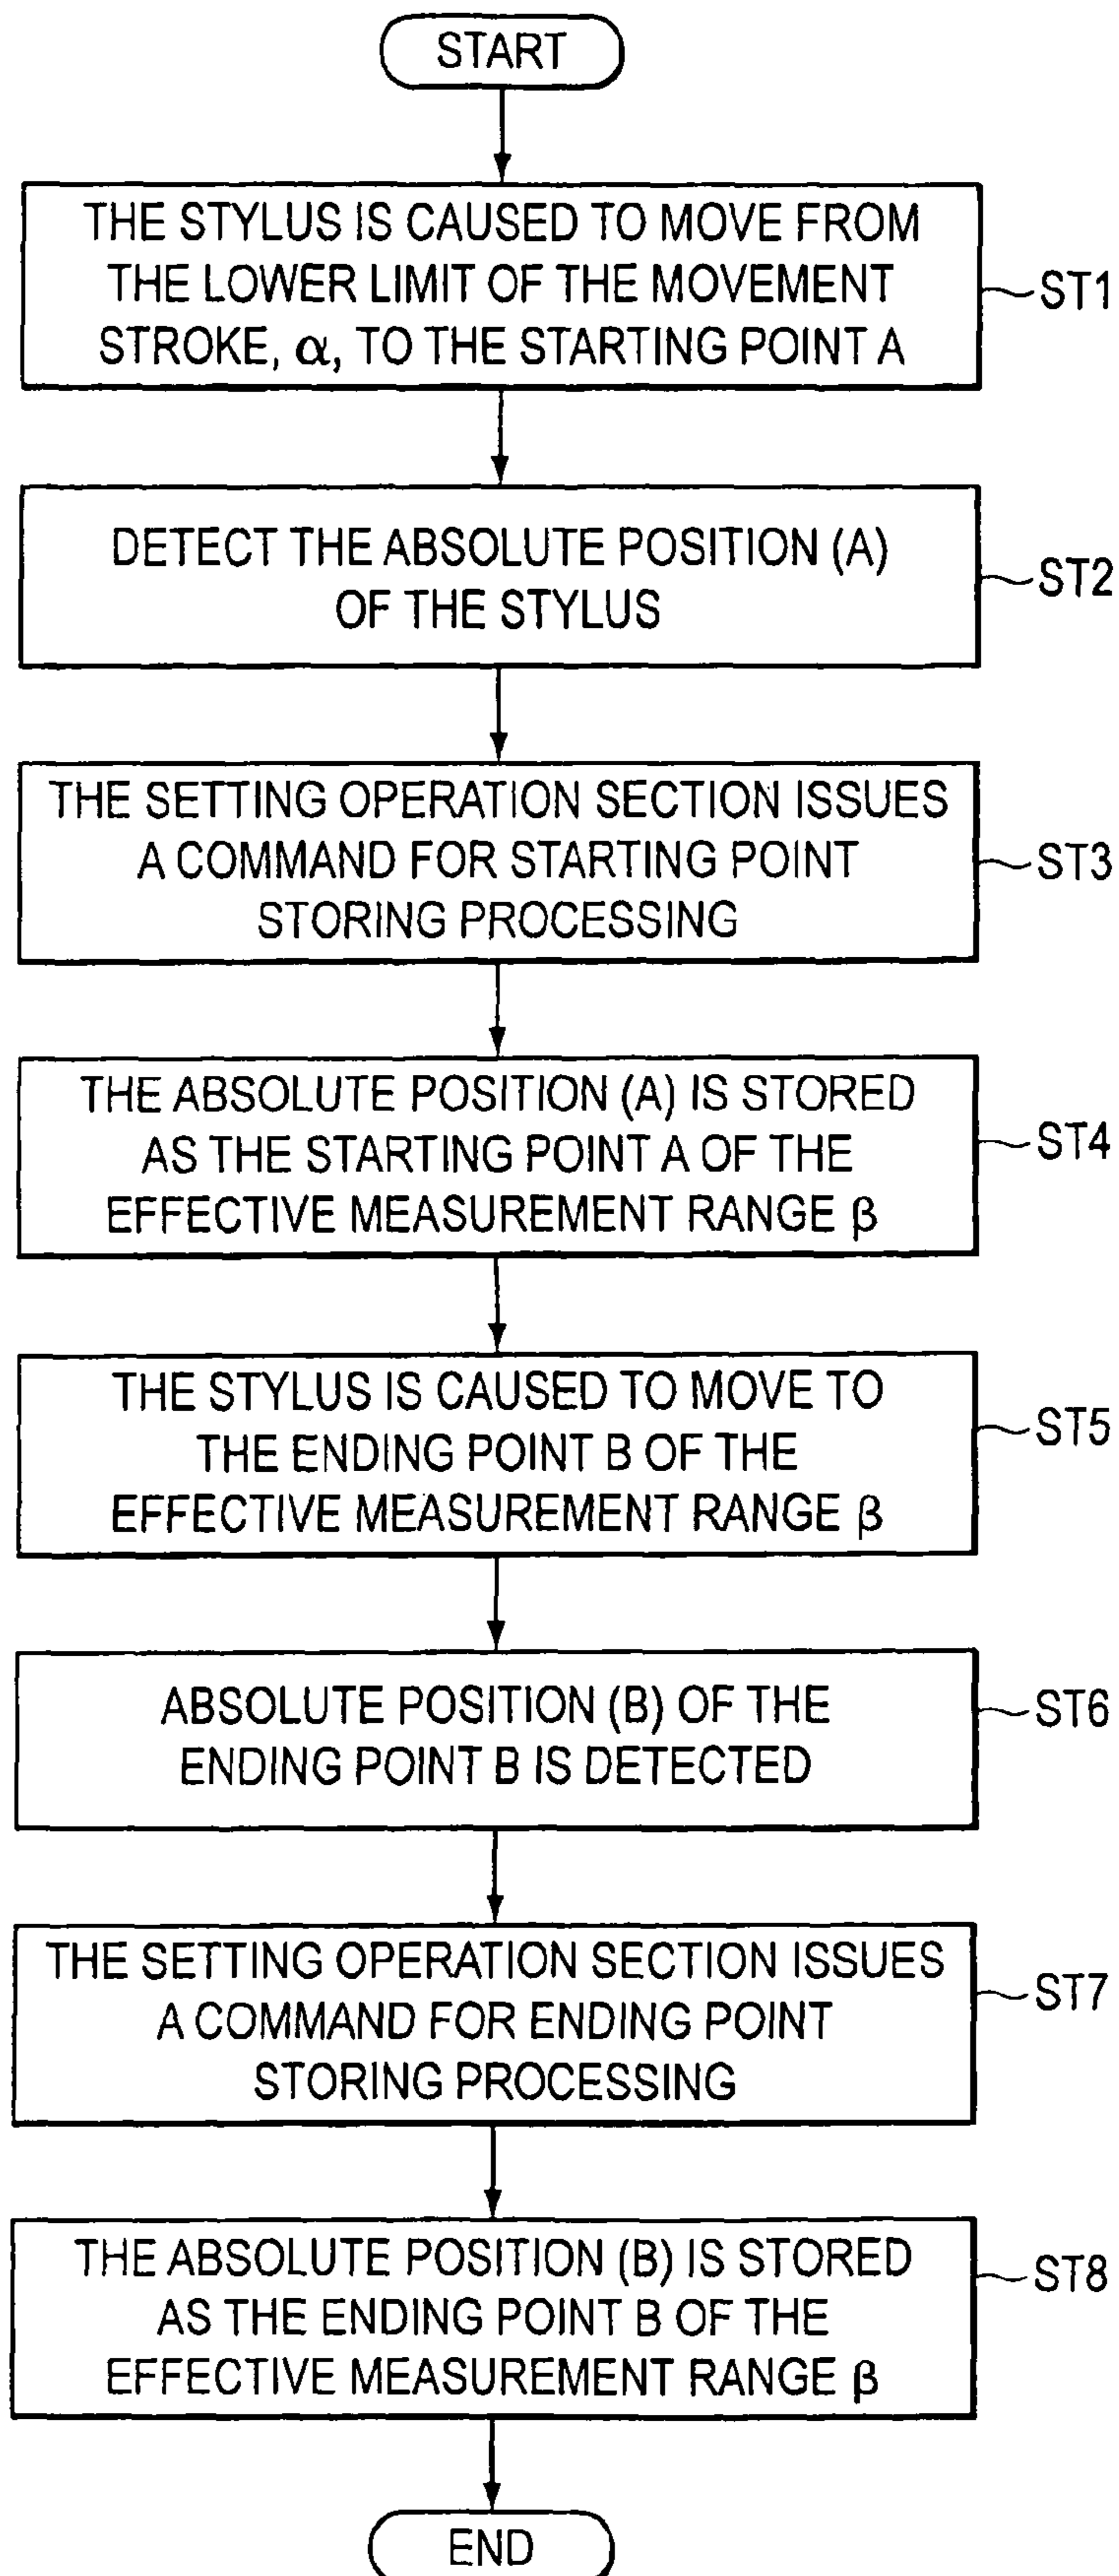 START
THE STYLUS IS CAUSED TO MOVE FROM
THE LOWER LIMIT OF THE MOVEMENT
STROKE, α, TO THE STARTING POINT A
ST1
DETECT THE ABSOLUTE POSITION (A)
OF THE STYLUS
ST2
THE SETTING OPERATION SECTION ISSUES
A COMMAND FOR STARTING POINT
STORING PROCESSING
ST3
THE ABSOLUTE POSITION (A) IS STORED
AS THE STARTING POINT A OF THE
EFFECTIVE MEASUREMENT RANGE β
ST4
THE STYLUS IS CAUSED TO MOVE TO
THE ENDING POINT B OF THE
EFFECTIVE MEASUREMENT RANGE β
ST5
ABSOLUTE POSITION (B) OF THE
ENDING POINT B IS DETECTED
ST6
THE SETTING OPERATION SECTION ISSUES
A COMMAND FOR ENDING POINT
STORING PROCESSING
ST7
THE ABSOLUTE POSITION (B) IS STORED
AS THE ENDING POINT B OF THE
EFFECTIVE MEASUREMENT RANGE β
ST8
END